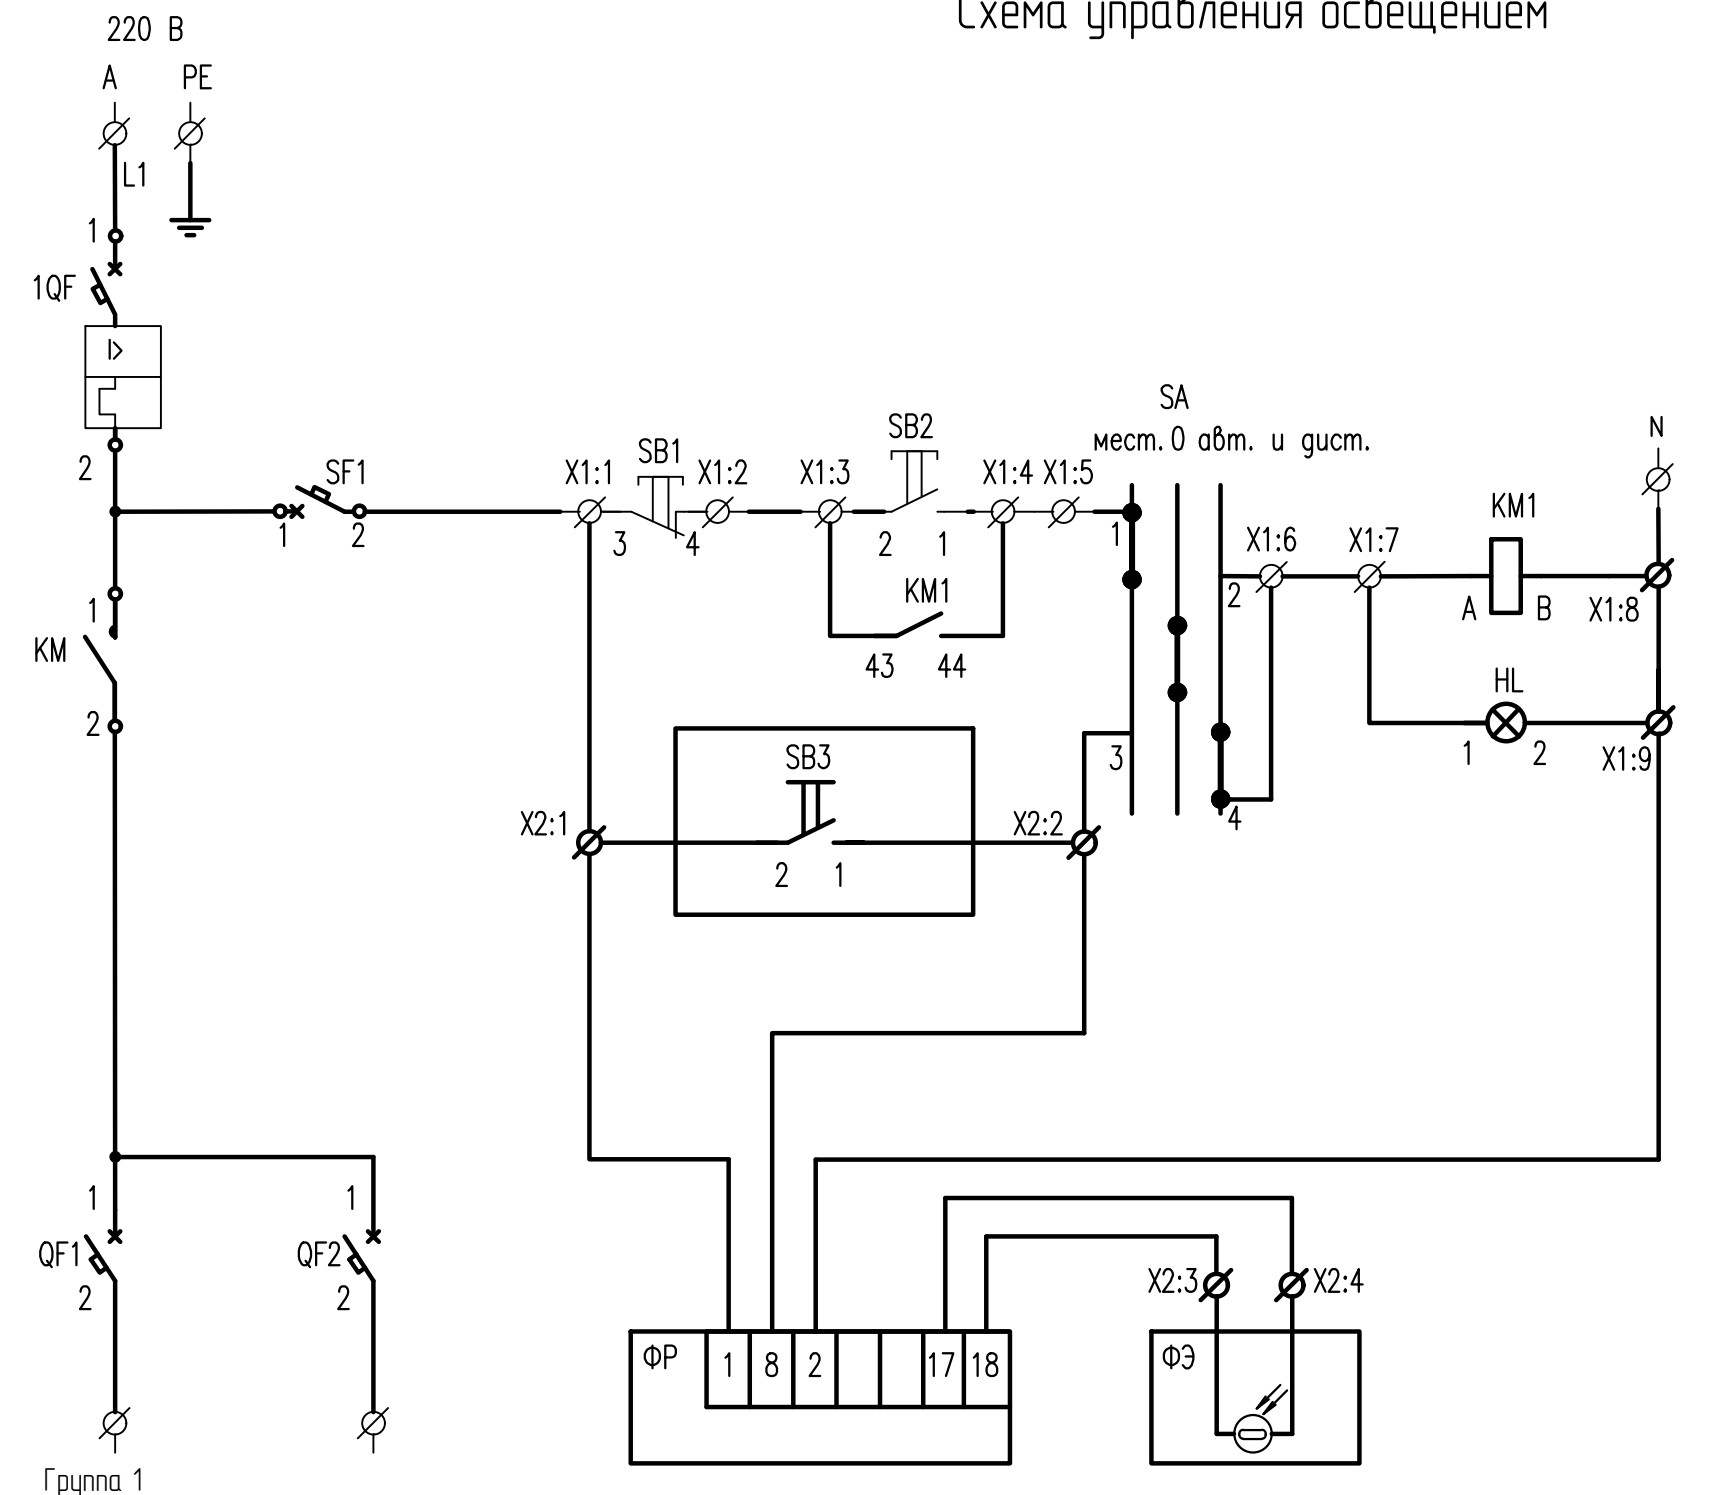 Схема управления освещением
220 В
А PE
L1
1
1QF
I>
2
SF1
1 2
X1:1 SB1 X1:2 X1:3 SB2 X1:4 X1:5
3 4 2 1
KM1
43 44
SA
мест. 0 авт. и дист.
1
2
3
4
X1:6 X1:7 KM1 N
A B X1:8
HL
1 2 X1:9
1
KM
2
SB3
X2:1 X2:2
2 1
1 1
QF1 QF2
2 2
X2:3 X2:4
ФР 1 8 2 17 18 ФЭ
Группа 1